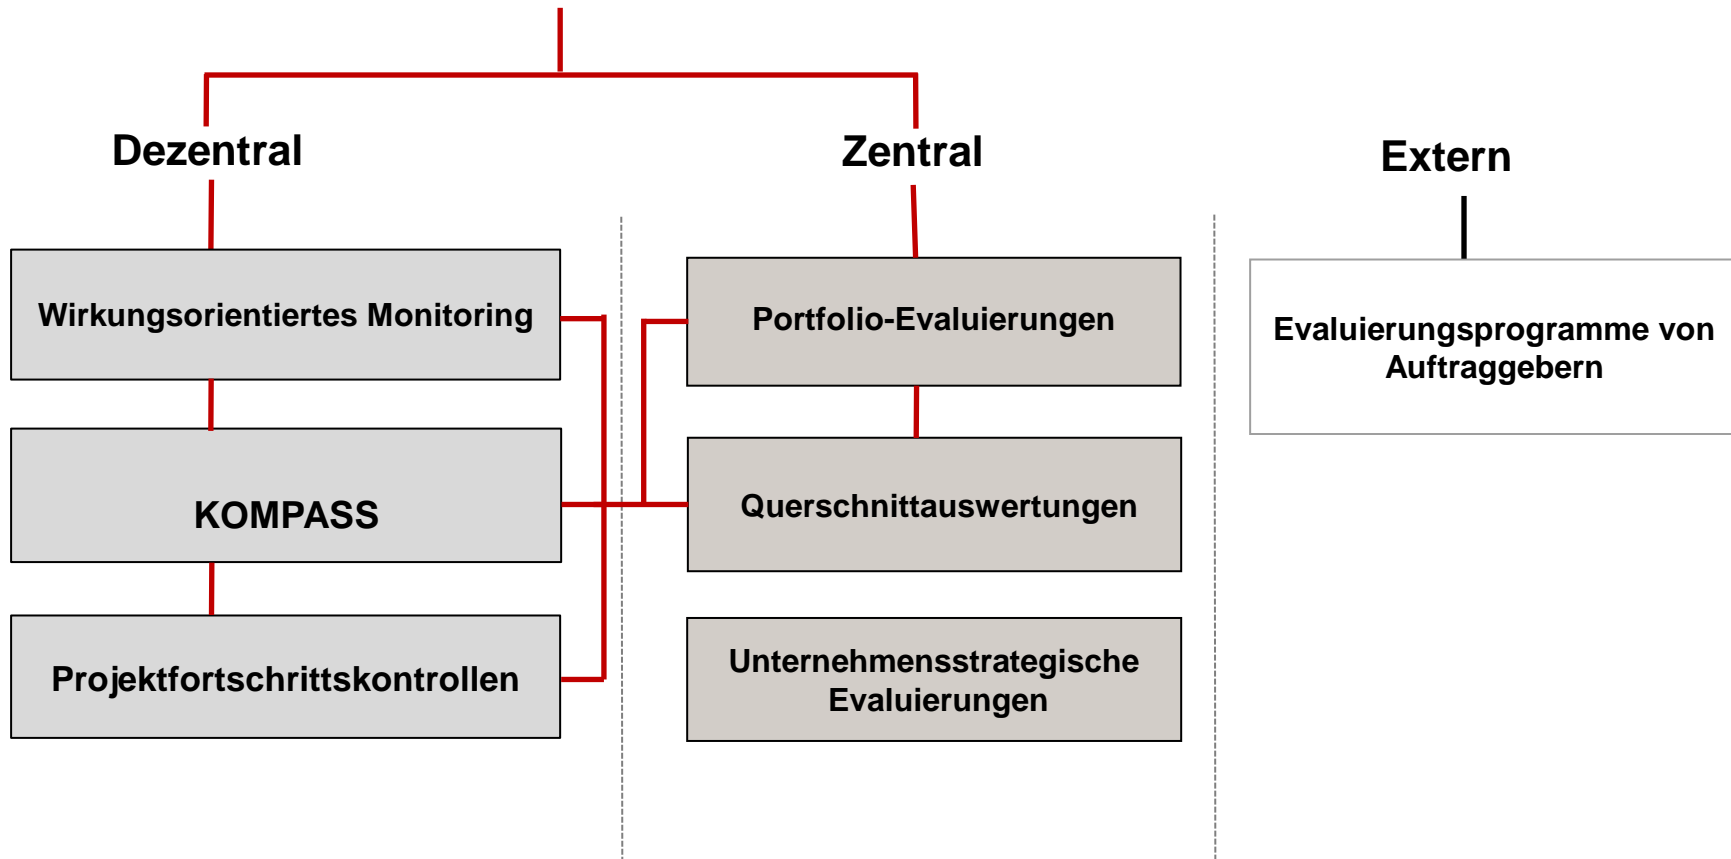 Dezentral
Zentral
Extern
Wirkungsorientiertes Monitoring
KOMPASS
Projektfortschrittskontrollen
Portfolio-Evaluierungen
Querschnittauswertungen
Unternehmensstrategische
Evaluierungen
Evaluierungsprogramme von
Auftraggebern